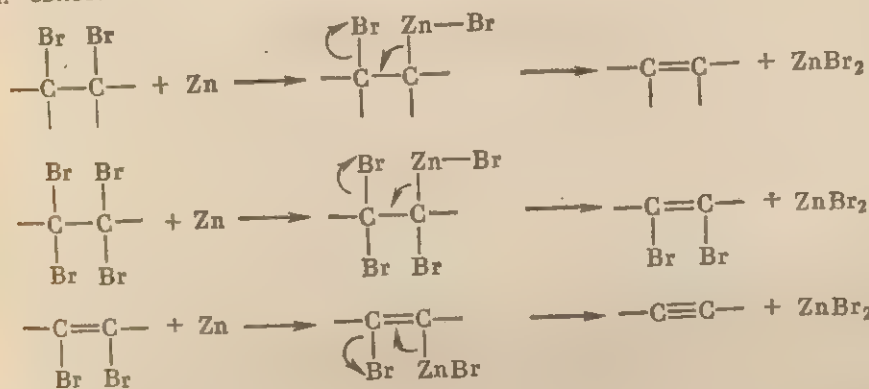 Br Br Br Zn—Br
—C—C— + Zn ⟶ —C—C— ⟶ —C=C— + ZnBr₂
Br Br Br Zn—Br
—C—C— + Zn ⟶ —C—C— ⟶ —C=C— + ZnBr₂
Br Br Br Br Br Br
—C=C— + Zn ⟶ —C=C— ⟶ —C≡C— + ZnBr₂
Br Br Br ZnBr